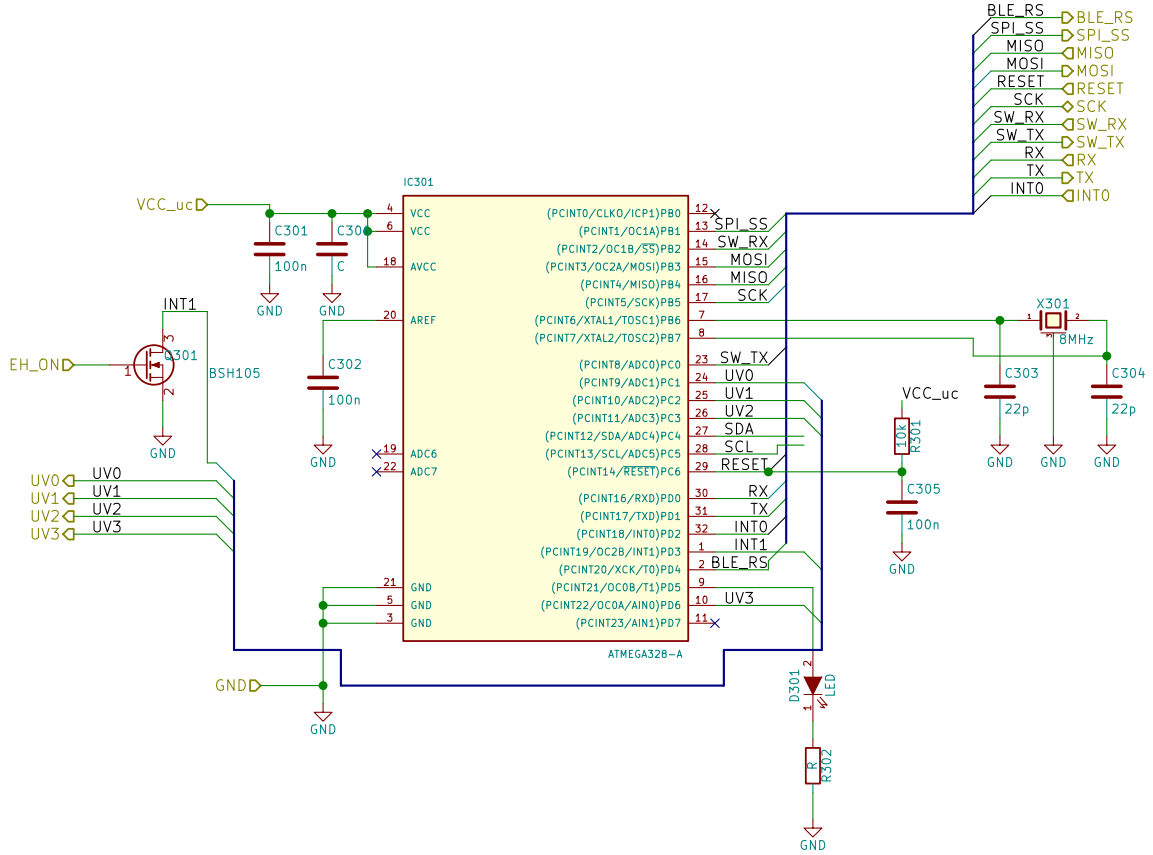 BLE_RS BLE_RS
SPI_SS SPI_SS
MISO MISO
MOSI MOSI
RESET RESET
SCK SCK
SW_RX SW_RX
SW_TX SW_TX
RX RX
TX TX
INT0 INT0
IC301
VCC_uc
4 VCC (PCINT0/CLKO/ICP1)PB0 12
6 VCC (PCINT1/OC1A)PB1 13 SPI_SS
(PCINT2/OC1B/SS)PB2 14 SW_RX
18 AVCC (PCINT3/OC2A/MOSI)PB3 15 MOSI
(PCINT4/MISO)PB4 16 MISO
(PCINT5/SCK)PB5 17 SCK
20 AREF (PCINT6/XTAL1/TOSC1)PB6 7
(PCINT7/XTAL2/TOSC2)PB7 8
(PCINT8/ADC0)PC0 23 SW_TX
(PCINT9/ADC1)PC1 24 UV0
(PCINT10/ADC2)PC2 25 UV1
(PCINT11/ADC3)PC3 26 UV2
(PCINT12/SDA/ADC4)PC4 27 SDA
19 ADC6 (PCINT13/SCL/ADC5)PC5 28 SCL
22 ADC7 (PCINT14/RESET)PC6 29 RESET
(PCINT16/RXD)PD0 30 RX
(PCINT17/TXD)PD1 31 TX
(PCINT18/INT0)PD2 32 INT0
(PCINT19/OC2B/INT1)PD3 1 INT1
(PCINT20/XCK/T0)PD4 2 BLE_RS
21 GND (PCINT21/OC0B/T1)PD5 9
5 GND (PCINT22/OC0A/AIN0)PD6 10 UV3
3 GND (PCINT23/AIN1)PD7 11
ATMEGA328-A
C301
100n
GND
C
GND
INT1
3
Q301
EH_ON
1
BSH105
2
GND
C302
100n
GND
UV0 UV0
UV1 UV1
UV2 UV2
UV3 UV3
GND
GND
X301
1 2
3
8MHz
C303
22p
GND
GND
C304
22p
GND
VCC_uc
10k
R301
C305
100n
GND
2
D301
LED
1
R
R302
GND